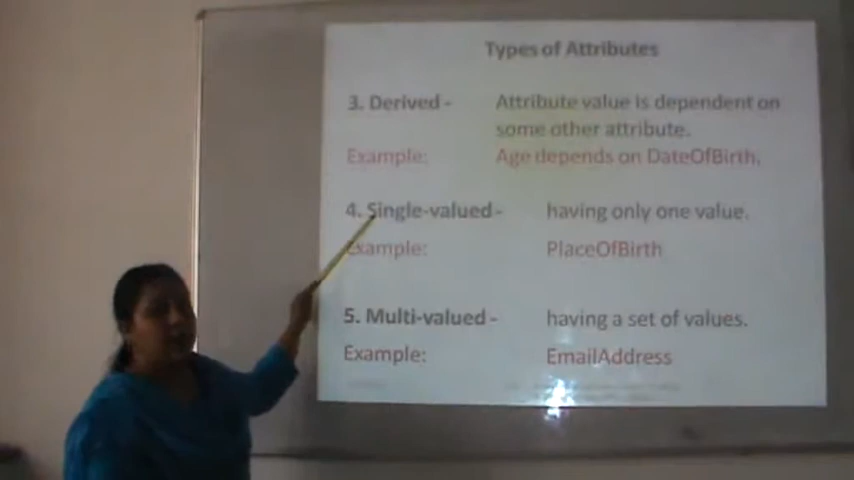 Types of Attributes
3. Derived - Attribute value is dependent on
some other attribute.
Example: Age depends on DateOfBirth.
4. Single-valued - having only one value.
Example: PlaceOfBirth
5. Multi-valued - having a set of values.
Example: EmailAddress